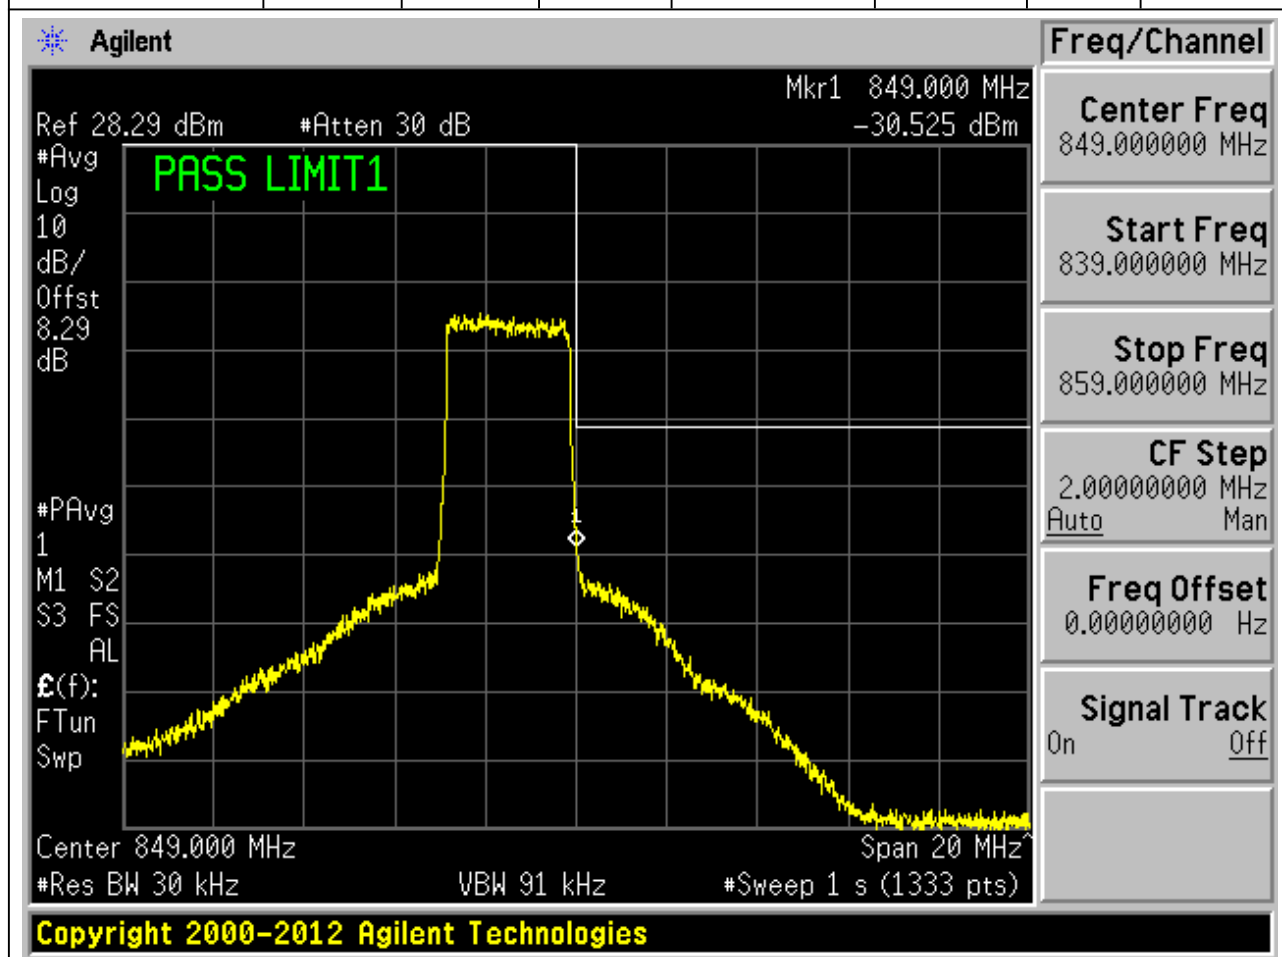 Agilent
Freq/Channel
Mkr1 849.000 MHz
Ref 28.29 dBm #Atten 30 dB -30.525 dBm
#Avg
Log
10
dB/
Offst
8.29
dB
PASS LIMIT1
1
#PAvg
1
M1 S2
S3 FS
AL
£(f):
FTun
Swp
Center 849.000 MHz Span 20 MHz^
#Res BW 30 kHz VBW 91 kHz #Sweep 1 s (1333 pts)
Copyright 2000-2012 Agilent Technologies
Center Freq
849.000000 MHz
Start Freq
839.000000 MHz
Stop Freq
859.000000 MHz
CF Step
2.00000000 MHz
Auto Man
Freq Offset
0.00000000 Hz
Signal Track
On Off